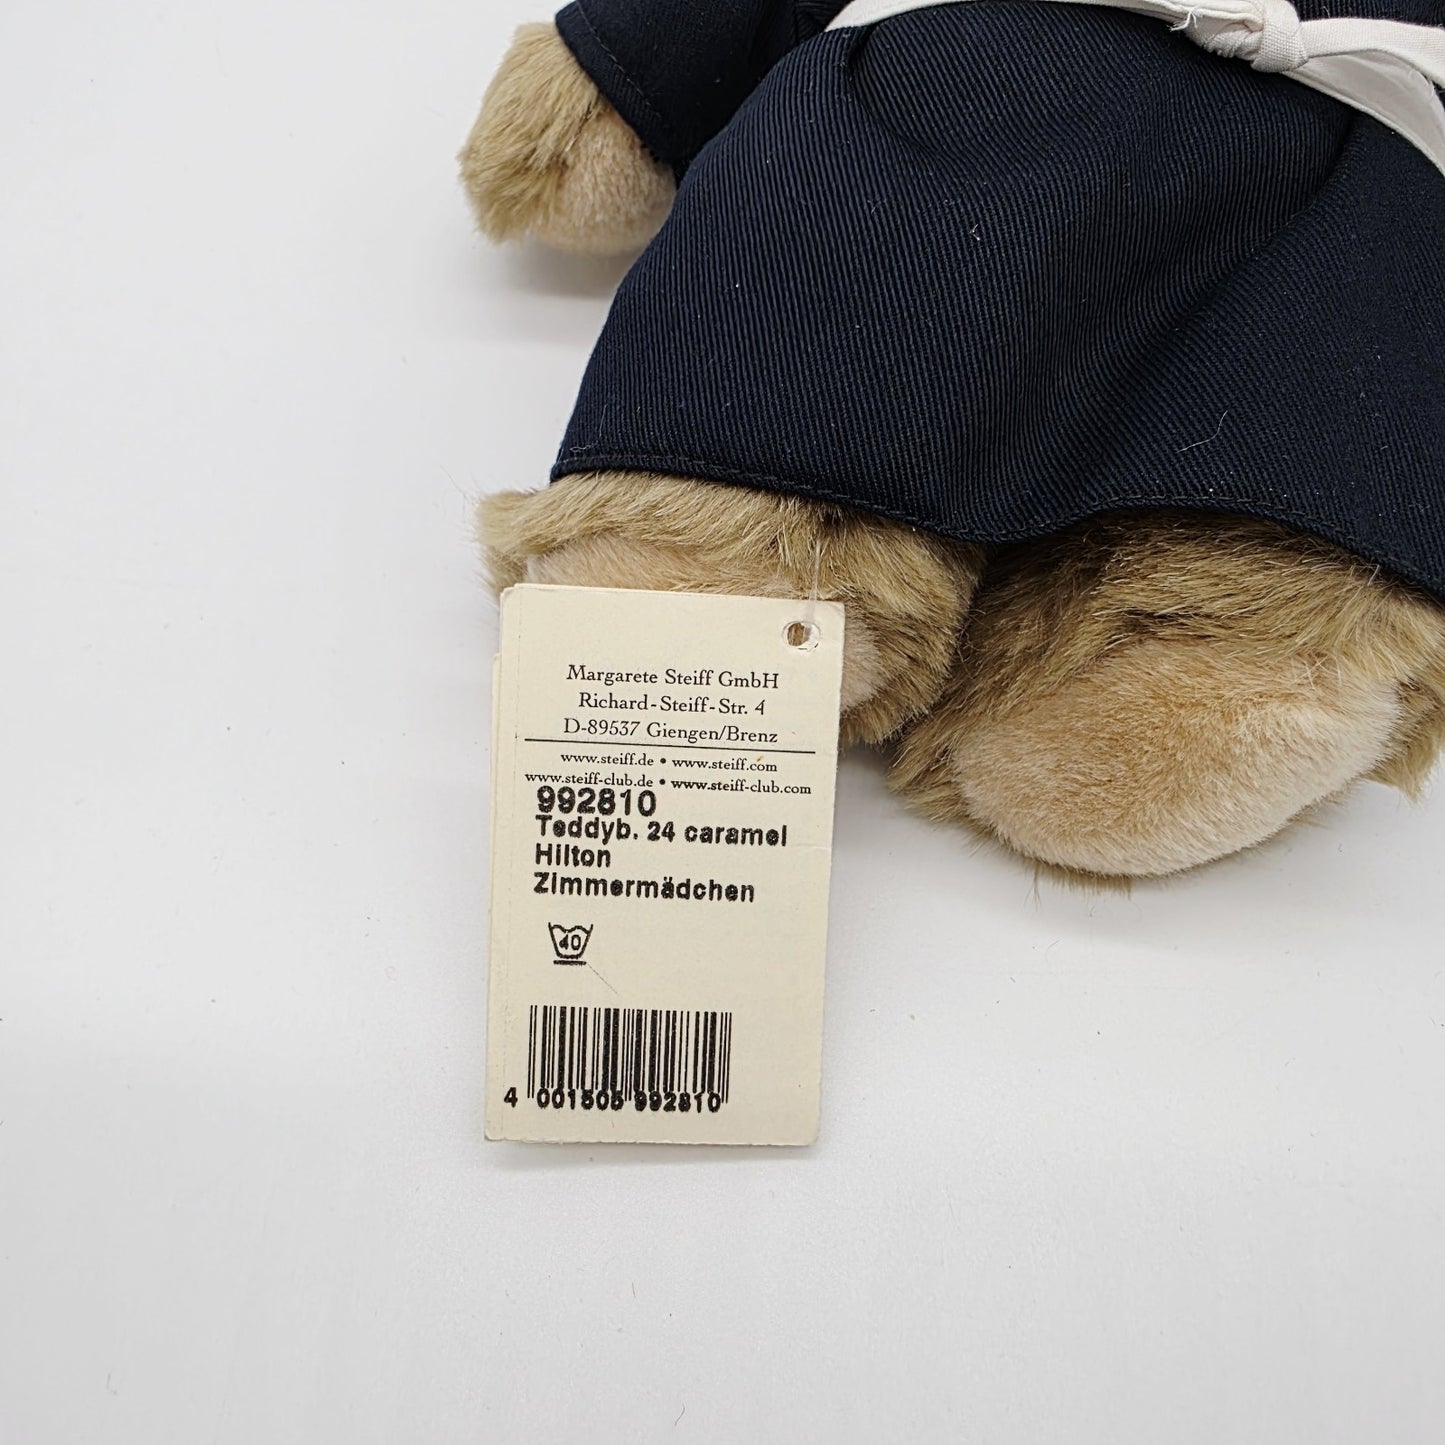 Margarete Steiff GmbH
Richard-Steiff-Str. 4
D-89537 Giengen/Brenz
www.steiff.de • www.steiff.com
www.steiff-club.de • www.steiff-club.com
992810
Teddyb. 24 caramel
Hilton
Zimmermädchen
40
4 001505 992810